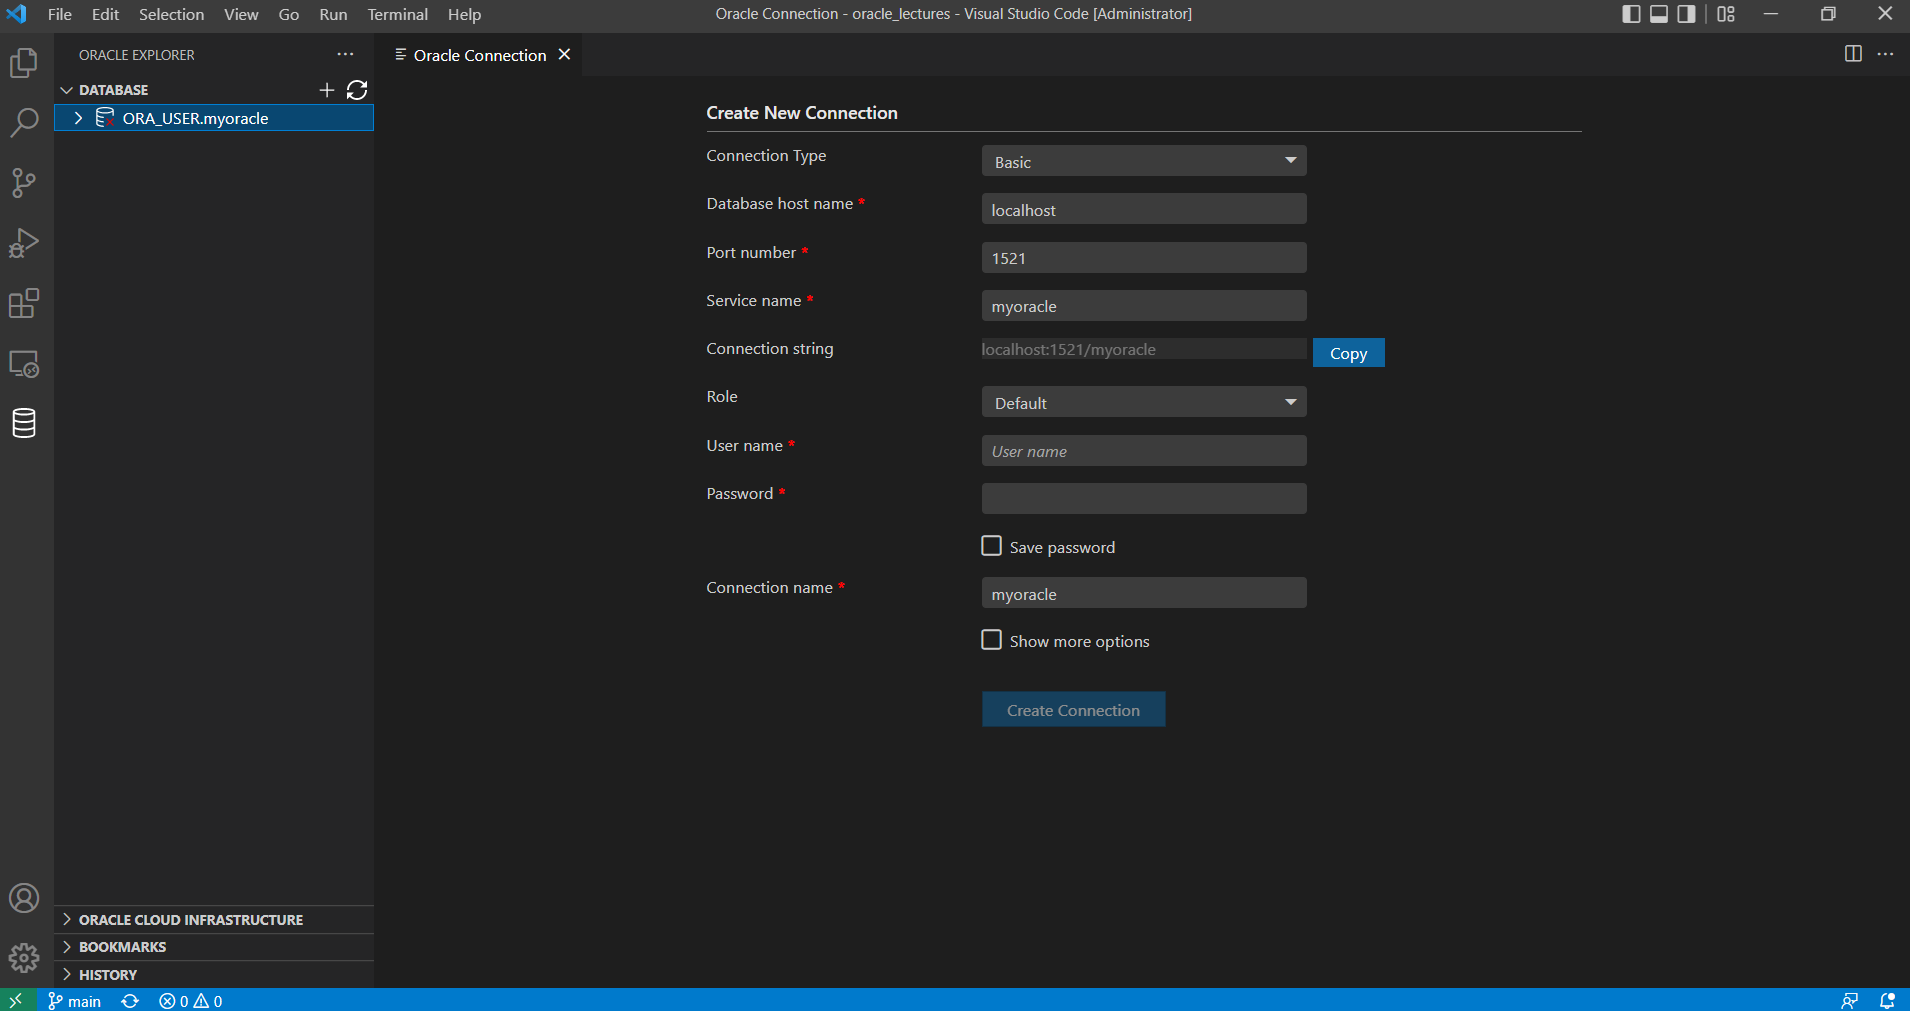 File Edit Selection View Go Run Terminal Help
Oracle Connection - oracle_lectures - Visual Studio Code [Administrator]
ORACLE EXPLORER
DATABASE
ORA_USER.myoracle
ORACLE CLOUD INFRASTRUCTURE
BOOKMARKS
HISTORY
Oracle Connection
Create New Connection
Connection Type Basic
Database host name * localhost
Port number * 1521
Service name * myoracle
Connection string localhost:1521/myoracle Copy
Role Default
User name * User name
Password *
Save password
Connection name * myoracle
Show more options
Create Connection
main 0 0